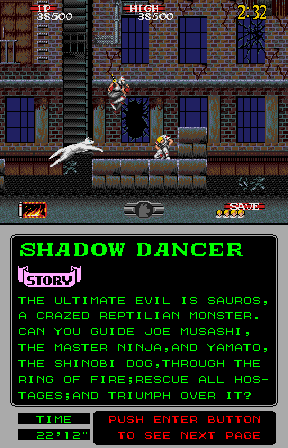 1P HIGH 2:32
38500 38500
SAVE
SHADOW DANCER
STORY
THE ULTIMATE EVIL IS SAUROS,
A CRAZED REPTILIAN MONSTER.
CAN YOU GUIDE JOE MUSASHI,
THE MASTER NINJA,AND YAMATO,
THE SHINOBI DOG,THROUGH THE
RING OF FIRE;RESCUE ALL HOS-
TAGES;AND TRIUMPH OVER IT?
TIME
22'12"
PUSH ENTER BUTTON
TO SEE NEXT PAGE